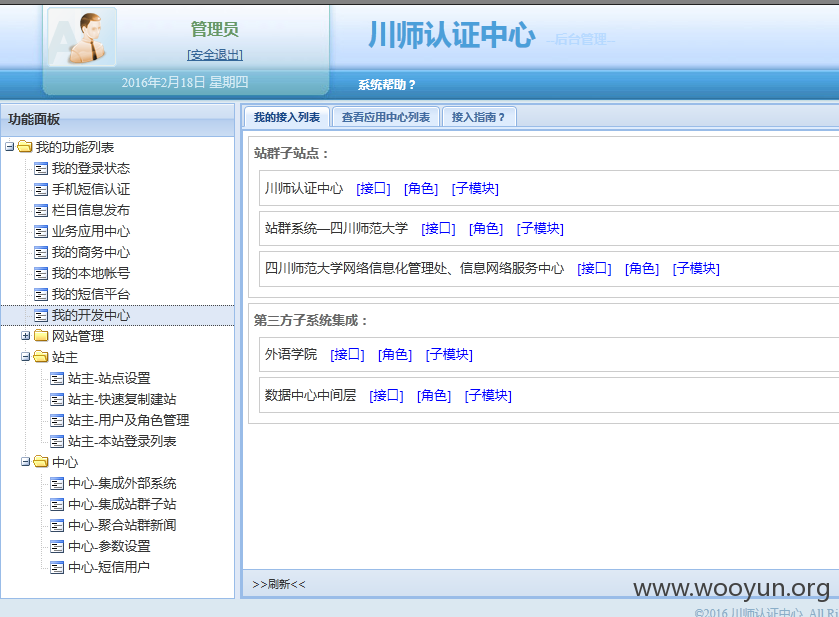 管理员
[安全退出]
2016年2月18日 星期四
川师认证中心 —后台管理—
系统帮助？
功能面板
我的功能列表
我的登录状态
手机短信认证
栏目信息发布
业务应用中心
我的商务中心
我的本地帐号
我的短信平台
我的开发中心
网站管理
站主
站主-站点设置
站主-快速复制建站
站主-用户及角色管理
站主-本站登录列表
中心
中心-集成外部系统
中心-集成站群子站
中心-聚合站群新闻
中心-参数设置
中心-短信用户
我的接入列表 查看应用中心列表 接入指南？
站群子站点：
川师认证中心 [接口] [角色] [子模块]
站群系统—四川师范大学 [接口] [角色] [子模块]
四川师范大学网络信息化管理处、信息网络服务中心 [接口] [角色] [子模块]
第三方子系统集成：
外语学院 [接口] [角色] [子模块]
数据中心中间层 [接口] [角色] [子模块]
>>刷新<<
www.wooyun.org
©2016 川师认证中心 All Ri